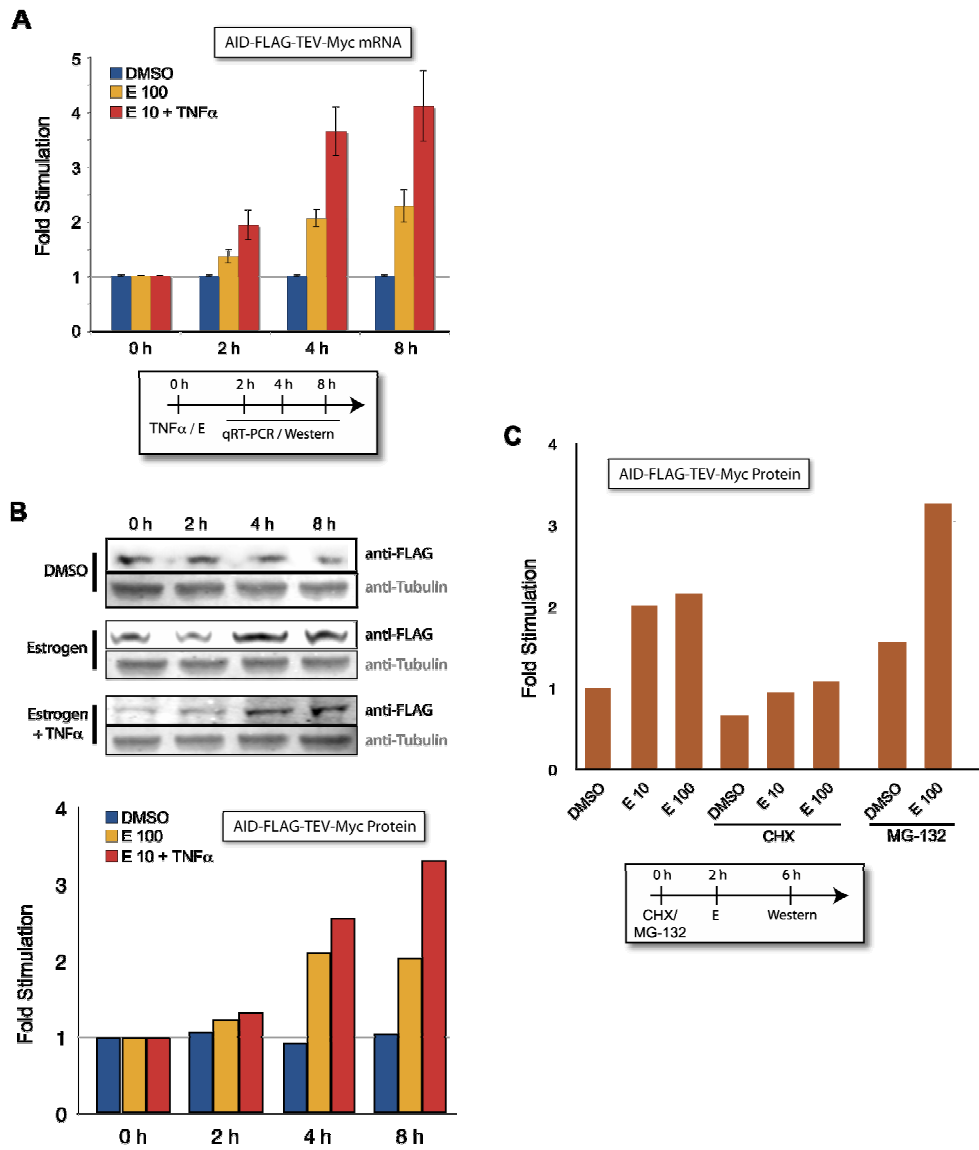 A
AID-FLAG-TEV-Myc mRNA
DMSO
E 100
E 10 + TNFα
Fold Stimulation
5
4
3
2
1
0
0 h 2 h 4 h 8 h
0 h 2 h 4 h 8 h
TNFα / E qRT-PCR / Western
B
0 h 2 h 4 h 8 h
DMSO
anti-FLAG
anti-Tubulin
Estrogen
anti-FLAG
anti-Tubulin
Estrogen
+ TNFα
anti-FLAG
anti-Tubulin
AID-FLAG-TEV-Myc Protein
DMSO
E 100
E 10 + TNFα
Fold Stimulation
4
3
2
1
0
0 h 2 h 4 h 8 h
C
AID-FLAG-TEV-Myc Protein
Fold Stimulation
4
3
2
1
0
DMSO E 10 E 100 DMSO E 10 E 100 DMSO E 100
CHX MG-132
0 h 2 h 6 h
CHX/ E Western
MG-132